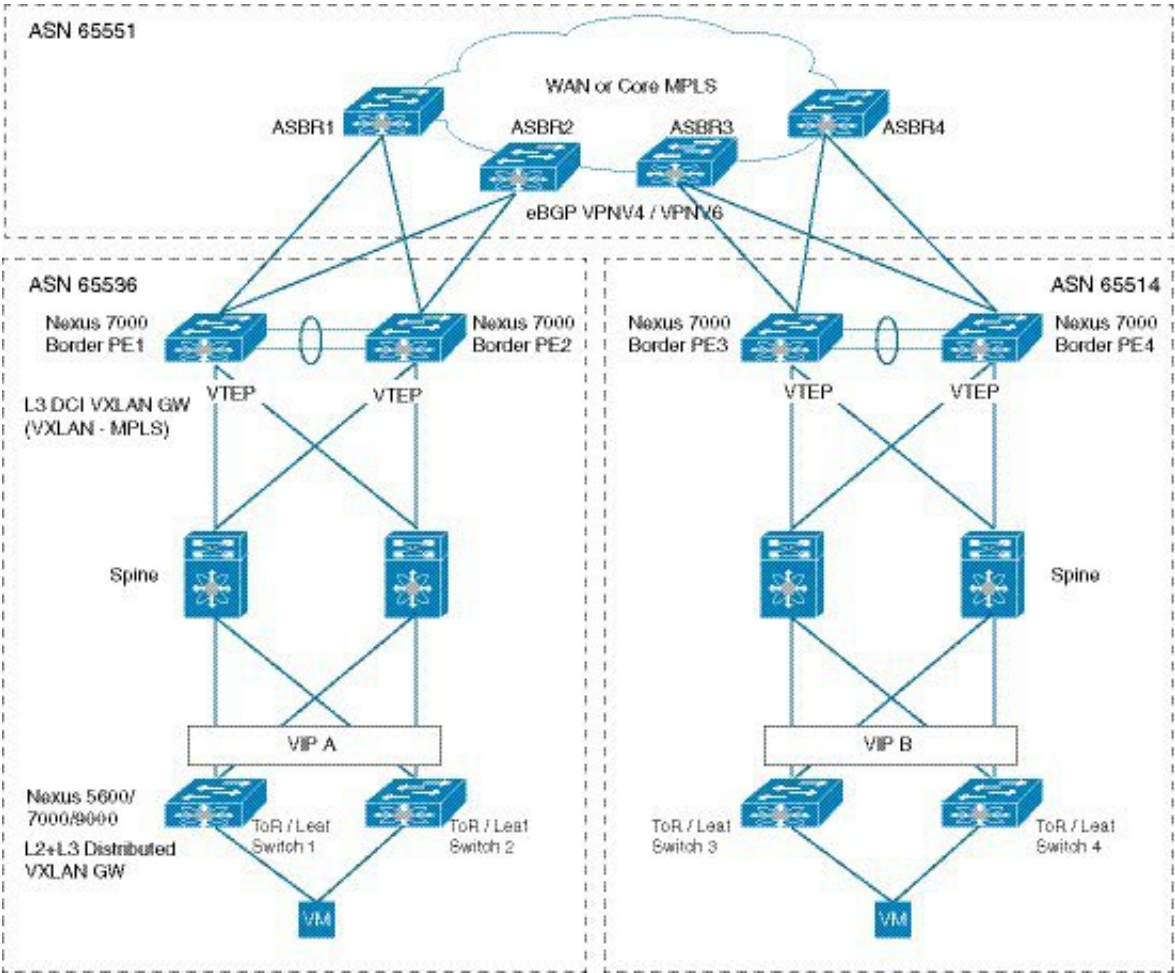 ASN 65551
WAN or Core MPLS
ASBR1
ASBR2
ASBR3
ASBR4
eBGP VPNV4 / VPNV6
ASN 65536
Nexus 7000
Border PE1
Nexus 7000
Border PE2
VTEP
VTEP
L3 DCI VXLAN GW
(VXLAN - MPLS)
Spine
VIP A
Nexus 5600/
7000/9000
L2+L3 Distributed
VXLAN GW
ToR / Leaf
Switch 1
ToR / Leaf
Switch 2
VM
ASN 65514
Nexus 7000
Border PE3
Nexus 7000
Border PE4
VTEP
VTEP
Spine
VIP B
ToR / Leaf
Switch 3
ToR / Leaf
Switch 4
VM